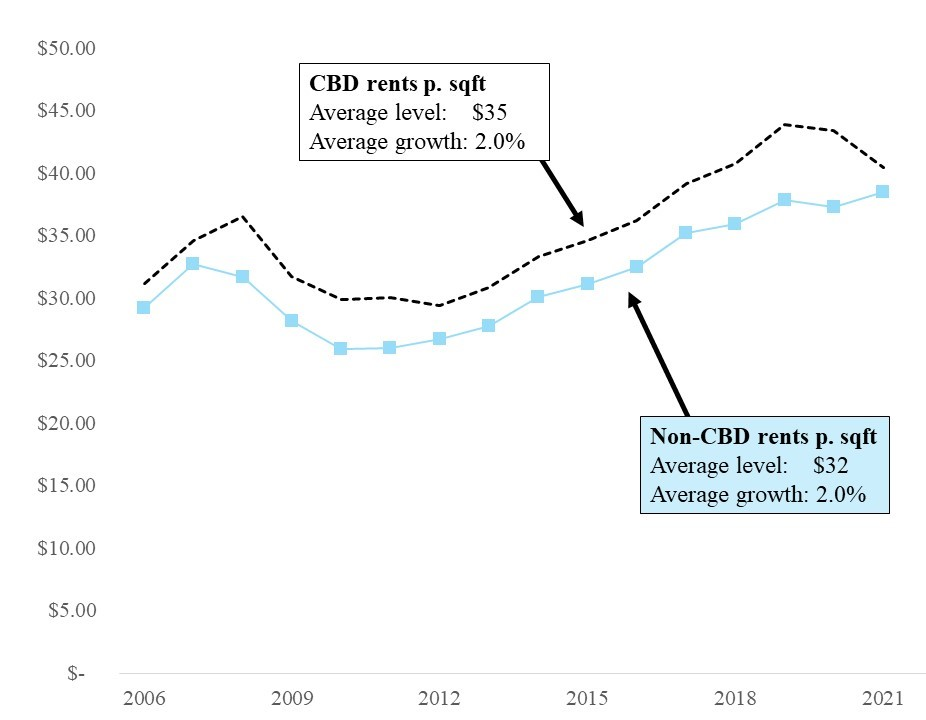 $50.00
$45.00
$40.00
$35.00
$30.00
$25.00
$20.00
$15.00
$10.00
$5.00
$-
CBD rents p. sqft
Average level: $35
Average growth: 2.0%
Non-CBD rents p. sqft
Average level: $32
Average growth: 2.0%
2006 2009 2012 2015 2018 2021